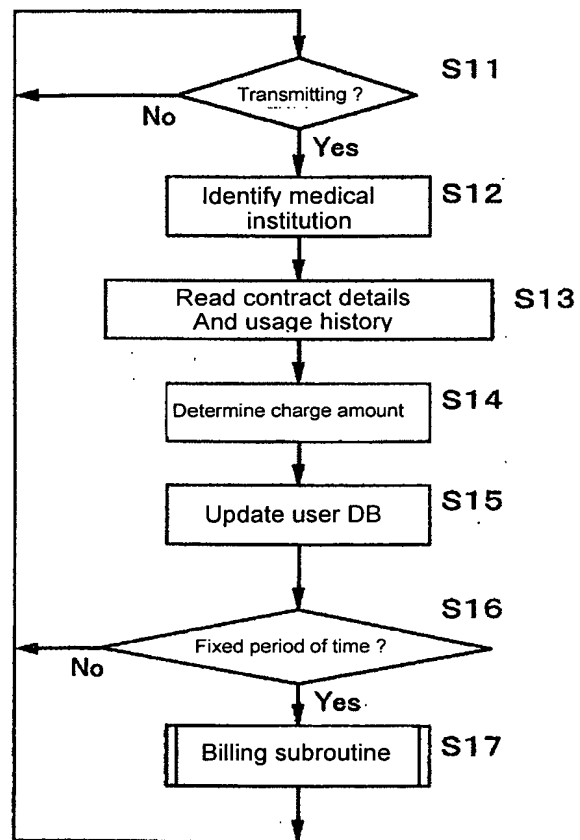 S11
Transmitting ?
No
Yes
Identify medical
institution
S12
Read contract details
And usage history
S13
Determine charge amount
S14
Update user DB
S15
S16
Fixed period of time ?
No
Yes
Billing subroutine
S17